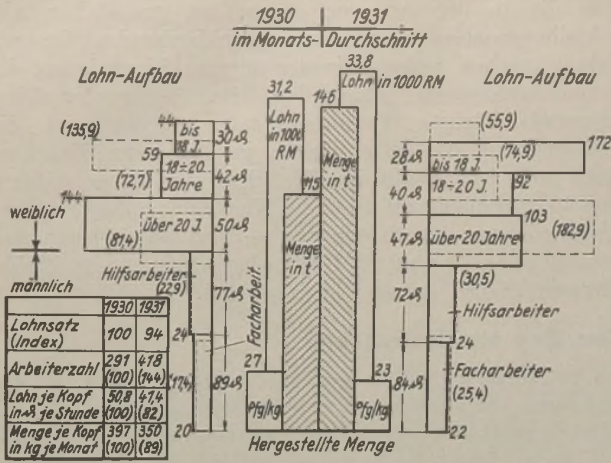 1930 | 1931
im Monats-Durchschnitt
Lohn-Aufbau
44
bis
18 J.
30 ₰
(135,9)
59
18÷20
Jahre
42 ₰
(72,7)
144
über 20 J.
50 ₰
(81,4)
weiblich
männlich
Hilfsarbeiter
(22,9)
77 ₰
24
Facharbeit.
(17,4)
89 ₰
20
31,2
Lohn
in 1000
RM
115
Menge
in t
27
Pfg/kg
33,8
Lohn in 1000 RM
146
Menge
in t
23
Pfg/kg
Hergestellte Menge
Lohn-Aufbau
(55,9)
172
28 ₰
bis 18 J.
(74,9)
40 ₰
18÷20 J.
92
103
47 ₰
über 20 Jahre
(182,9)
(30,5)
72 ₰
Hilfsarbeiter
24
Facharbeiter
84 ₰
(25,4)
22
1930 1931
Lohnsatz
(Index) 100 94
Arbeiterzahl 291 418
(100) (144)
Lohn je Kopf 50,8 41,4
in ₰ je Stunde (100) (82)
Menge je Kopf 397 350
in kg je Monat (100) (89)